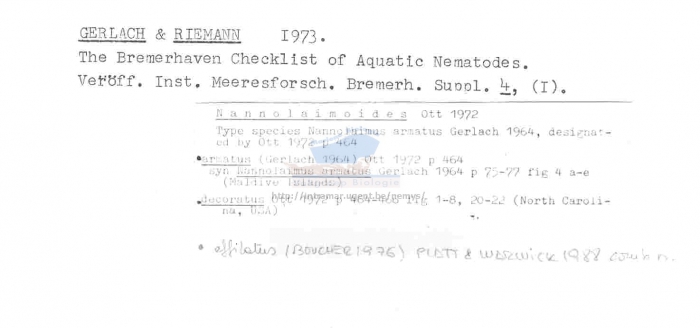 GERLACH & RIEMANN 1973.
The Bremerhaven Checklist of Aquatic Nematodes.
Veröff. Inst. Meeresforsch. Bremerh. Suppl. 4, (I).
Nannolaimoides Ott 1972
Type species Nannolaimus armatus Gerlach 1964, designat-
ed by Ott 1972 p 464
•armatus (Gerlach 1964) Ott 1972 p 464
syn Nannolaimus armatus Gerlach 1964 p 75-77 fig 4 a-e
(Maldive Islands)
http://intramar.ugent.be/nemys/
•decoratus Ott 1972 p 464-466 fig 1-8, 20-22 (North Caroli-
na, USA)
• effilatus (BOUCHER 1976) PLATT & WARWICK 1988 comb n.